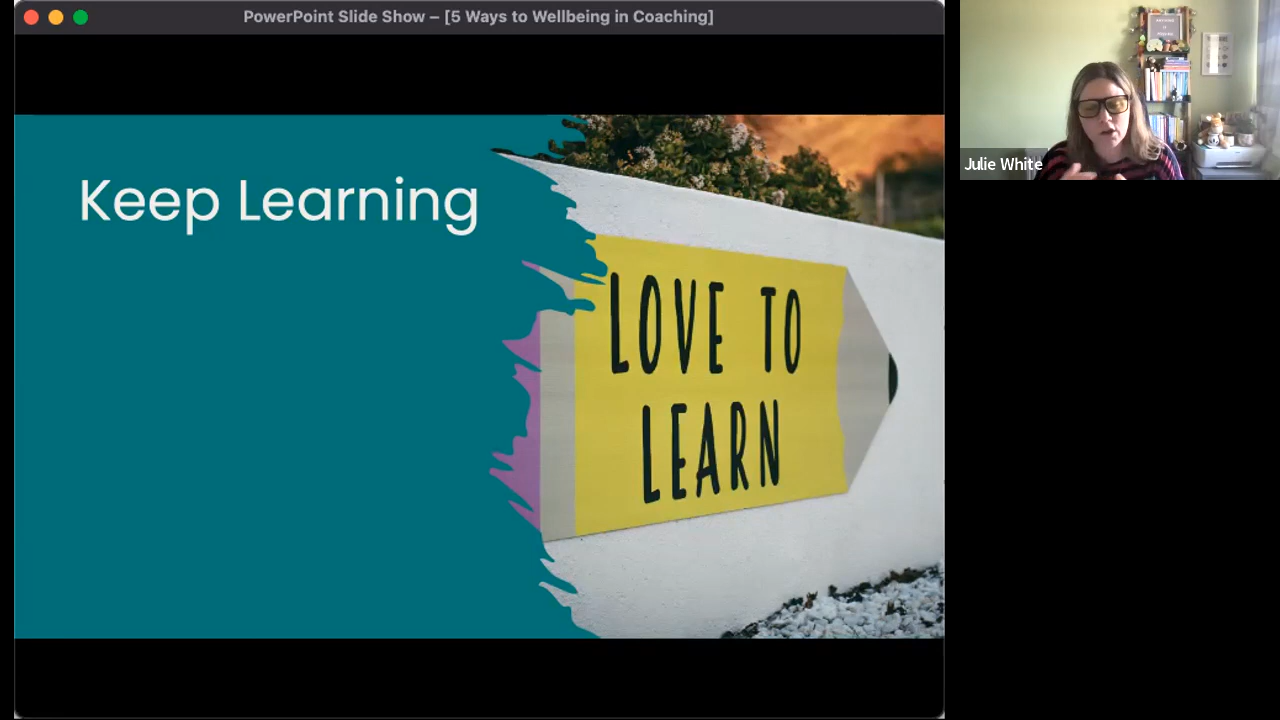 PowerPoint Slide Show – [5 Ways to Wellbeing in Coaching]
Keep Learning
LOVE TO
LEARN
Julie White